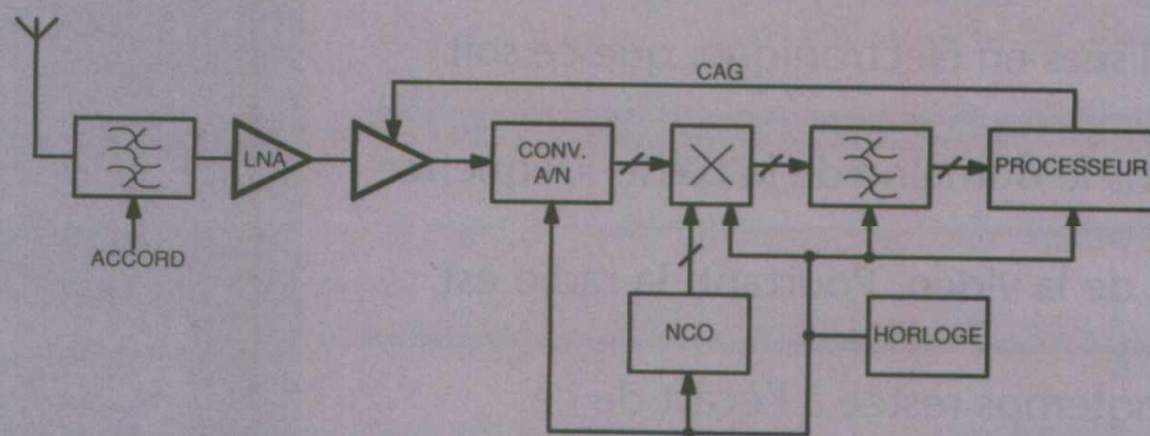 CAG
LNA
CONV.
A/N
PROCESSEUR
ACCORD
NCO
HORLOGE